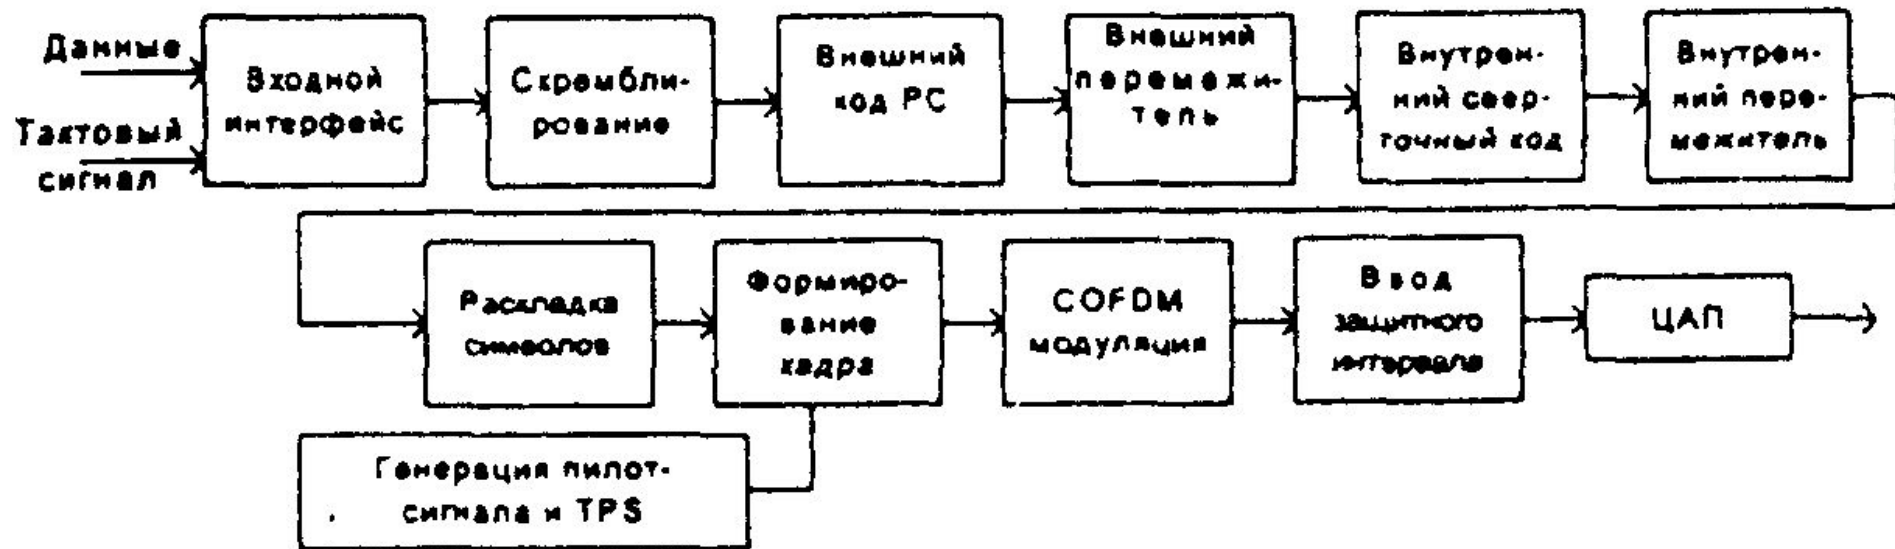 Данные
Тактовый
сигнал
Входной
интерфейс
Скрембли-
рование
Внешний
код РС
Внешний
перемежи-
тель
Внутрен-
ний свер-
точный код
Внутрен-
ний пере-
межитель
Раскладка
символов
Формиро-
вание
кадра
COFDM
модуляция
Ввод
защитного
интервала
ЦАП
Генерация пилот-
сигнала и TPS